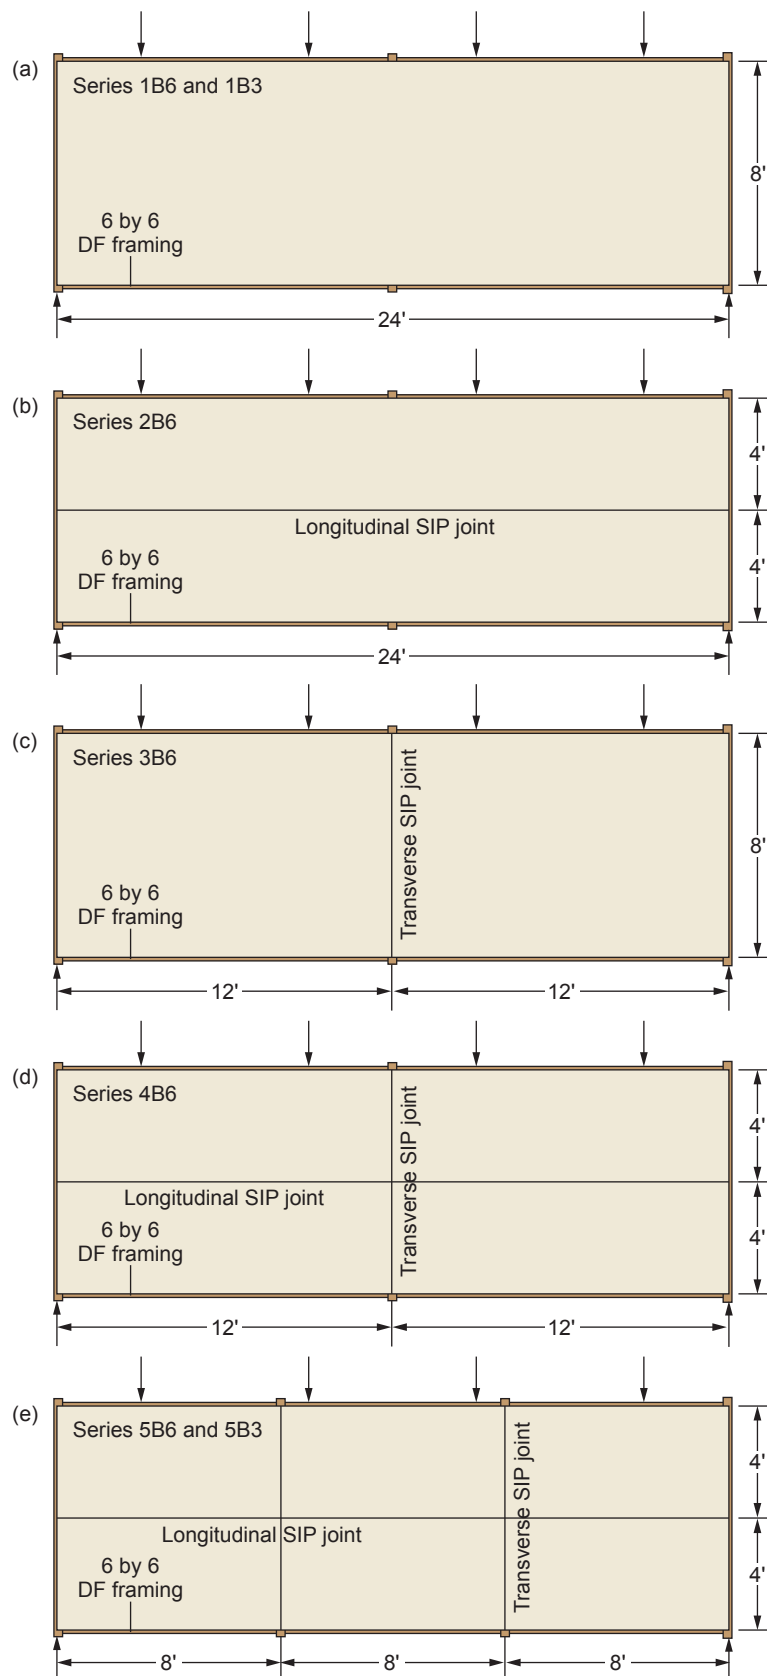 (a)
Series 1B6 and 1B3
6 by 6
DF framing
8'
24'
(b)
Series 2B6
4'
Longitudinal SIP joint
6 by 6
DF framing
4'
24'
(c)
Series 3B6
Transverse SIP joint
6 by 6
DF framing
8'
12'
12'
(d)
Series 4B6
Transverse SIP joint
4'
Longitudinal SIP joint
6 by 6
DF framing
4'
12'
12'
(e)
Series 5B6 and 5B3
Transverse SIP joint
4'
Longitudinal SIP joint
6 by 6
DF framing
4'
8'
8'
8'